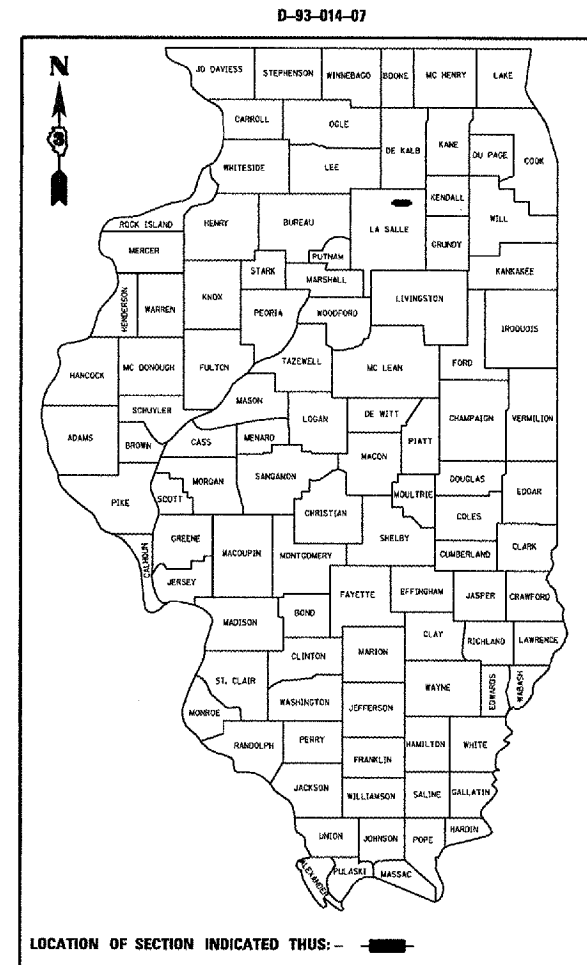 D-93-014-07
N
3
JO DAVIESS STEPHENSON WINNEBAGO BOONE MC HENRY LAKE
CARROLL OGLE
DE KALB KANE DU PAGE COOK
WHITESIDE LEE
KENDALL WILL
ROCK ISLAND HENRY BUREAU LA SALLE
GRUNDY
MERCER PUTNAM
STARK MARSHALL KANKAKEE
HENDERSON WARREN KNOX PEORIA WOODFORD LIVINGSTON IROQUOIS
HANCOCK MC DONOUGH FULTON TAZEWELL MC LEAN FORD
SCHUYLER MASON LOGAN DE WITT CHAMPAIGN VERMILION
ADAMS BROWN CASS MENARD MACON PIATT
PIKE SCOTT MORGAN SANGAMON CHRISTIAN MOULTRIE DOUGLAS EDGAR
COLES
GREENE MACOUPIN MONTGOMERY SHELBY CUMBERLAND CLARK
CALHOUN JERSEY
FAYETTE EFFINGHAM JASPER CRAWFORD
MADISON BOND
CLAY RICHLAND LAWRENCE
CLINTON MARION
ST. CLAIR WAYNE EDWARDS WABASH
WASHINGTON JEFFERSON
MONROE
RANDOLPH PERRY HAMILTON WHITE
FRANKLIN
JACKSON WILLIAMSON SALINE GALLATIN
UNION JOHNSON POPE HARDIN
ALEXANDER PULASKI MASSAC
LOCATION OF SECTION INDICATED THUS:-